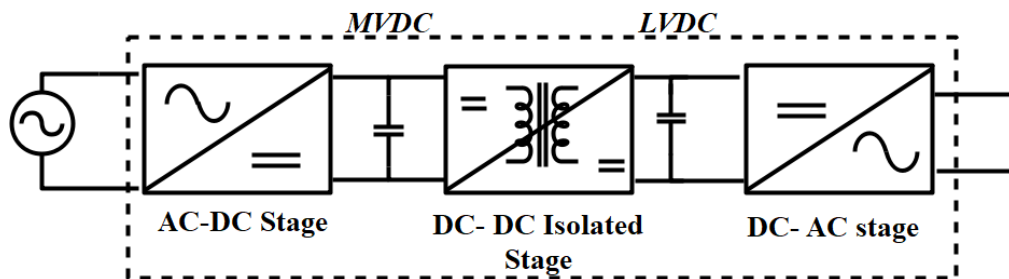 MVDC
LVDC
AC-DC Stage
DC- DC Isolated
Stage
DC- AC stage